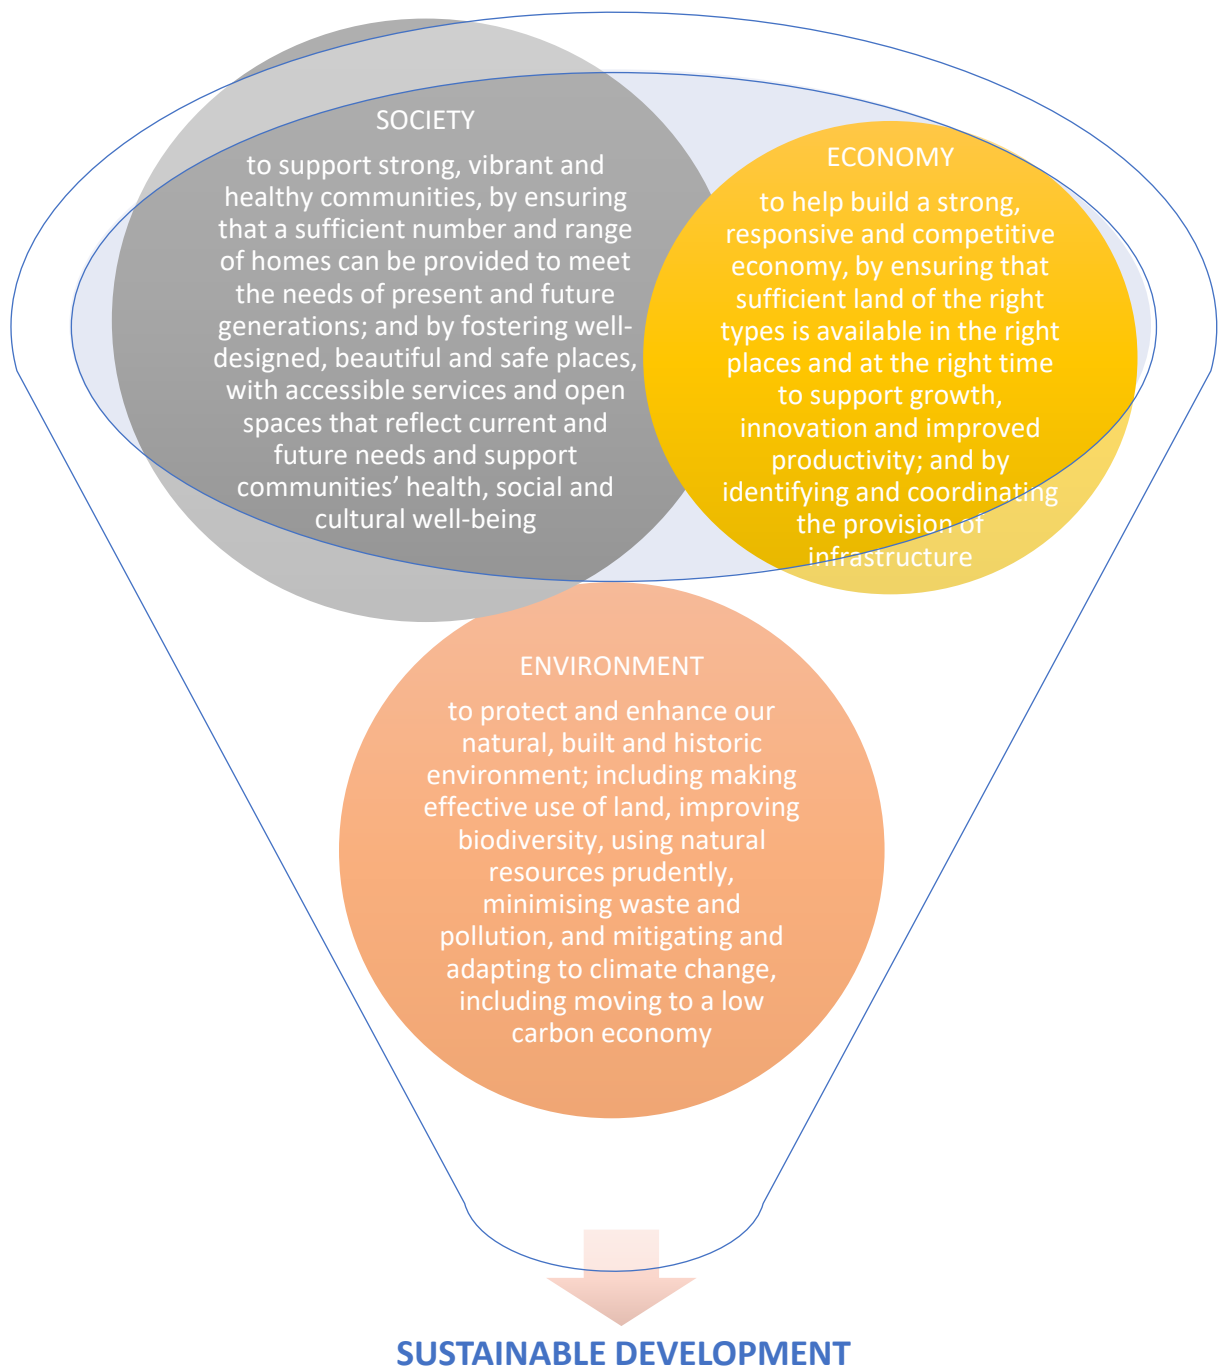 SOCIETY
to support strong, vibrant and
healthy communities, by ensuring
that a sufficient number and range
of homes can be provided to meet
the needs of present and future
generations; and by fostering well-
designed, beautiful and safe places,
with accessible services and open
spaces that reflect current and
future needs and support
communities’ health, social and
cultural well-being
ECONOMY
to help build a strong,
responsive and competitive
economy, by ensuring that
sufficient land of the right
types is available in the right
places and at the right time
to support growth,
innovation and improved
productivity; and by
identifying and coordinating
the provision of
infrastructure
ENVIRONMENT
to protect and enhance our
natural, built and historic
environment; including making
effective use of land, improving
biodiversity, using natural
resources prudently,
minimising waste and
pollution, and mitigating and
adapting to climate change,
including moving to a low
carbon economy
SUSTAINABLE DEVELOPMENT